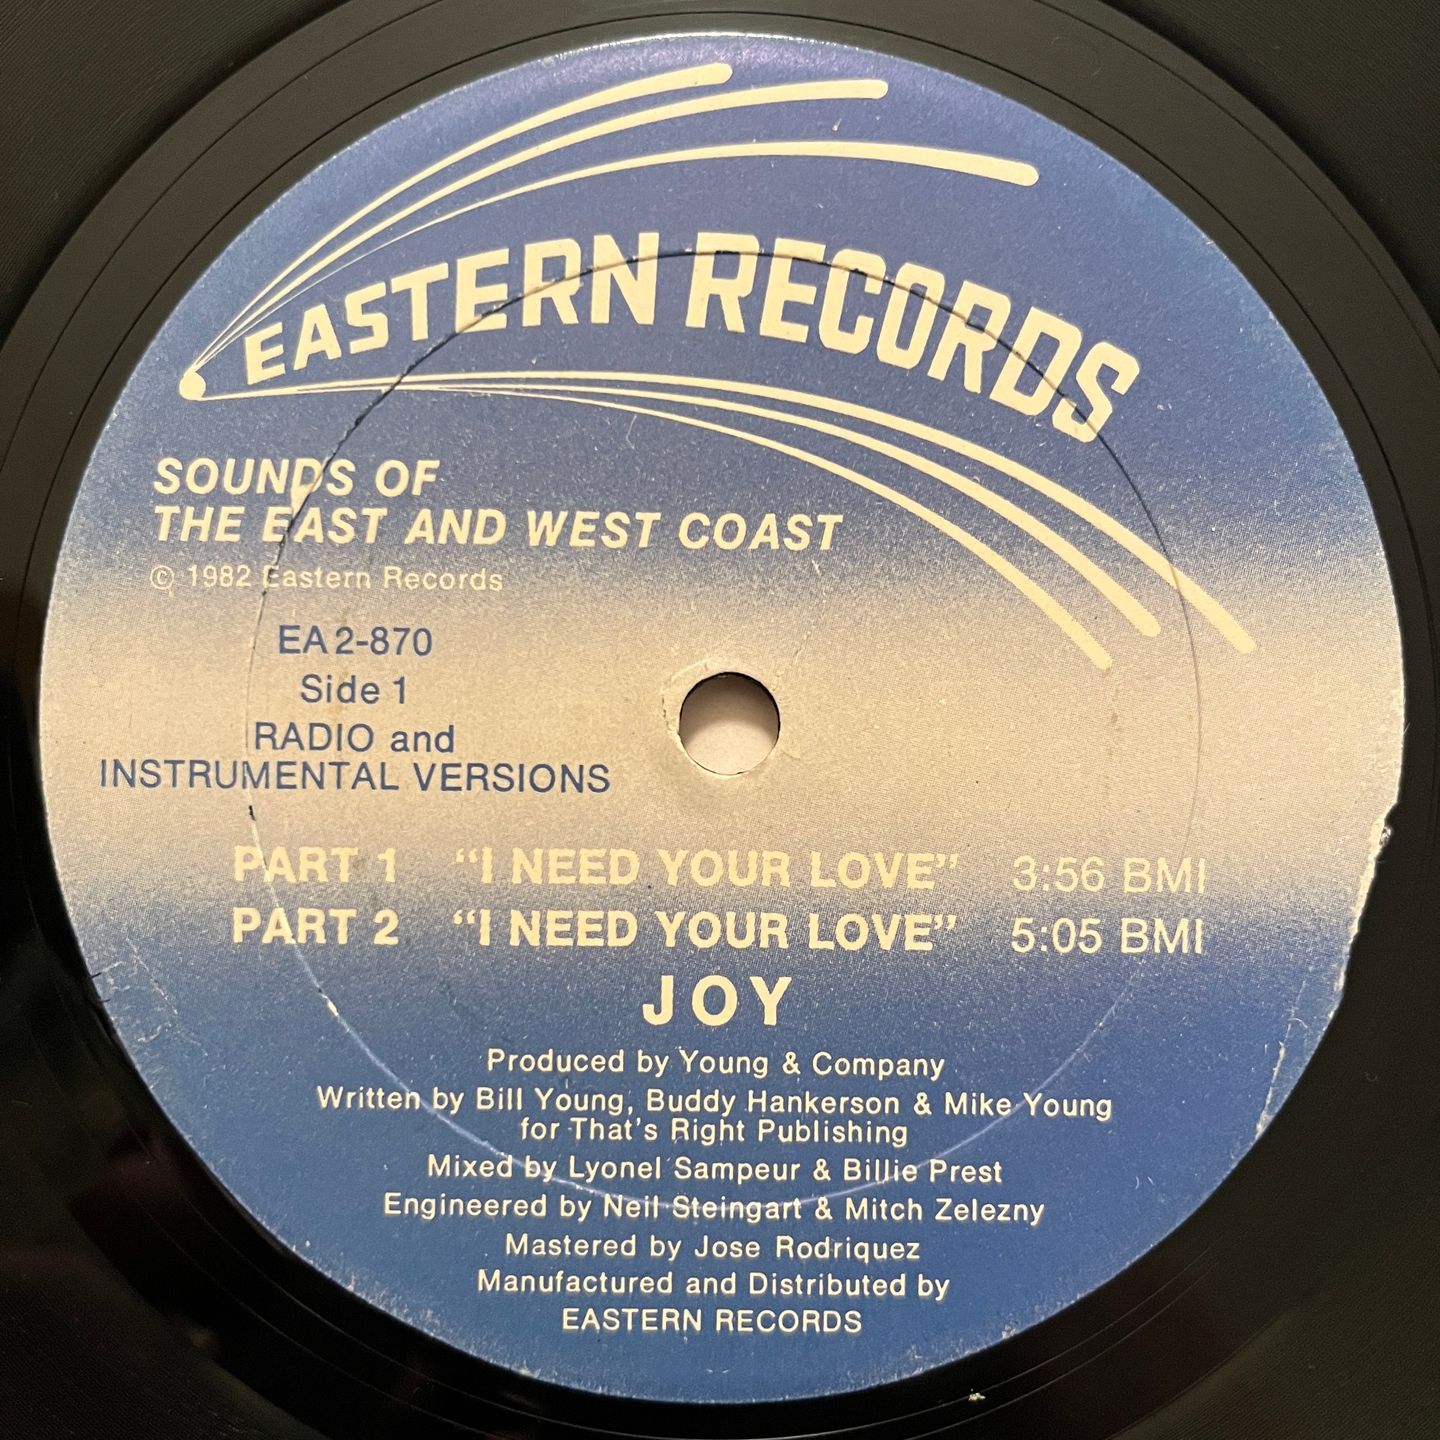 EASTERN RECORDS
SOUNDS OF
THE EAST AND WEST COAST
© 1982 Eastern Records
EA2-870
Side 1
RADIO and
INSTRUMENTAL VERSIONS
PART 1 “I NEED YOUR LOVE” 3:56 BMI
PART 2 “I NEED YOUR LOVE” 5:05 BMI
JOY
Produced by Young & Company
Written by Bill Young, Buddy Hankerson & Mike Young
for That's Right Publishing
Mixed by Lyonel Sampeur & Billie Prest
Engineered by Neil Steingart & Mitch Zelezny
Mastered by Jose Rodriquez
Manufactured and Distributed by
EASTERN RECORDS